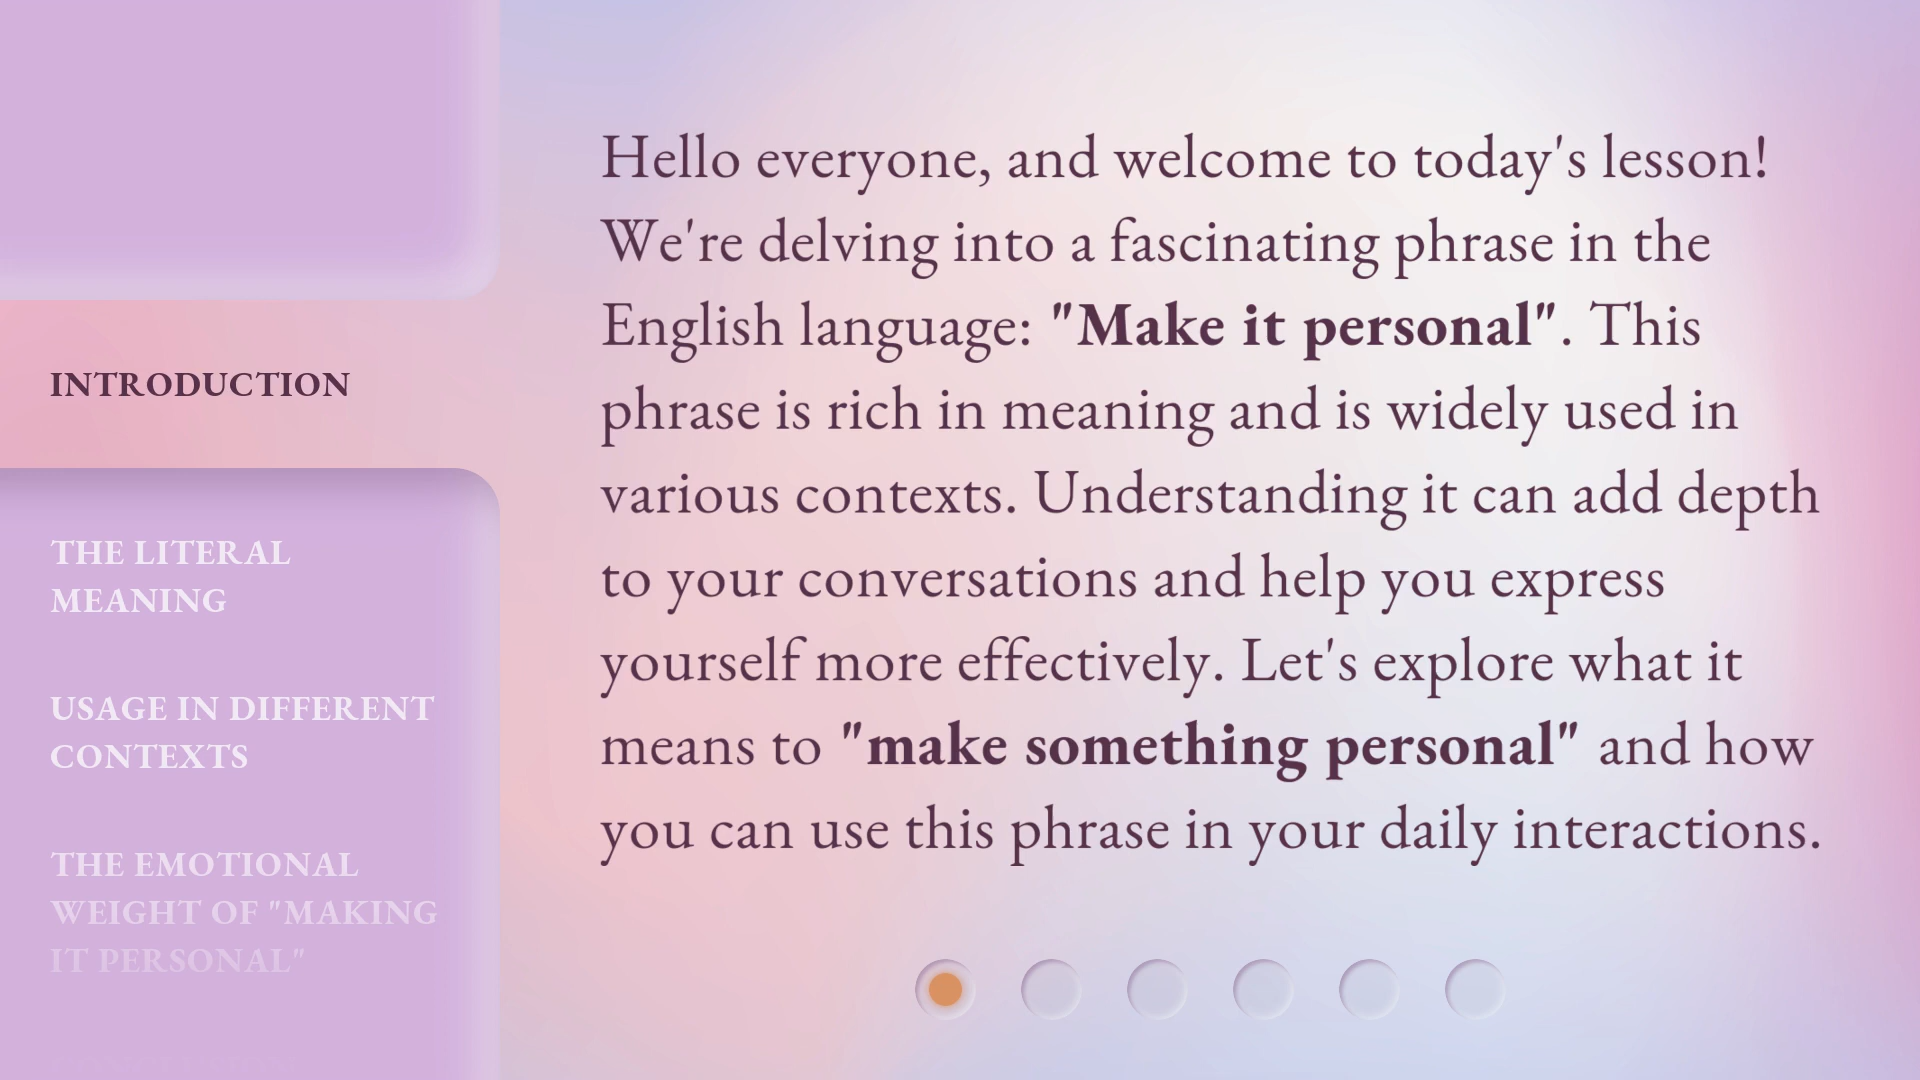 INTRODUCTION
THE LITERAL
MEANING
USAGE IN DIFFERENT
CONTEXTS
THE EMOTIONAL
WEIGHT OF "MAKING
IT PERSONAL"
Hello everyone, and welcome to today's lesson!
We're delving into a fascinating phrase in the
English language: "Make it personal". This
phrase is rich in meaning and is widely used in
various contexts. Understanding it can add depth
to your conversations and help you express
yourself more effectively. Let's explore what it
means to "make something personal" and how
you can use this phrase in your daily interactions.